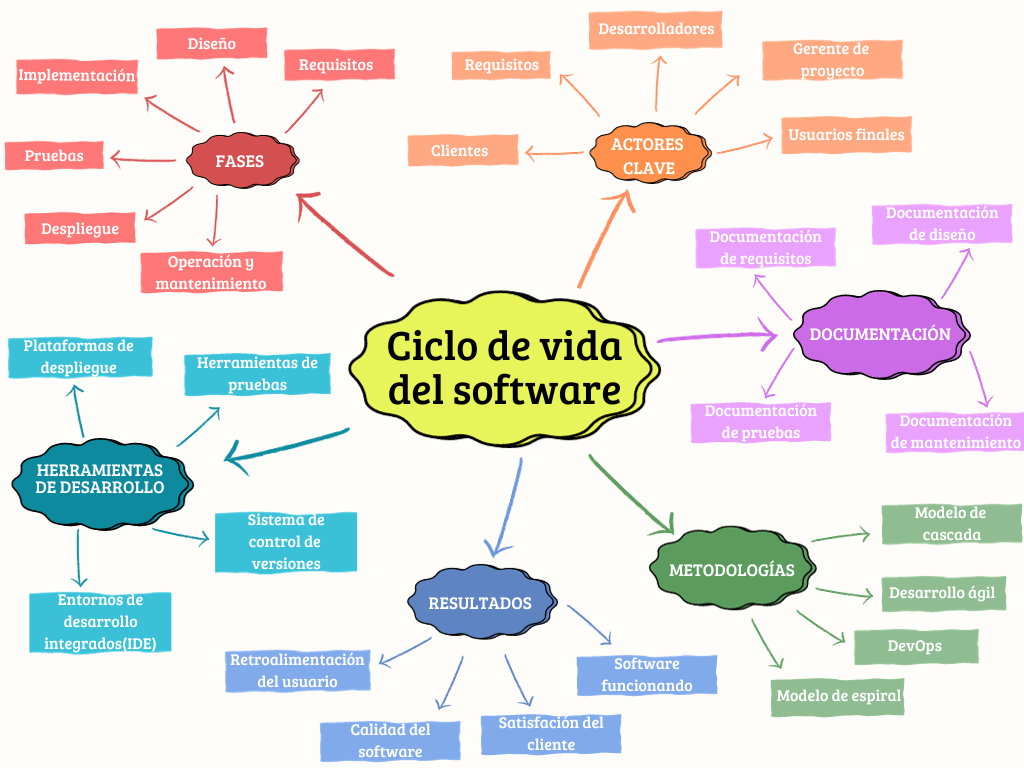 Ciclo de vida
del software
FASES
Implementación
Diseño
Requisitos
Pruebas
Despliegue
Operación y
mantenimiento
ACTORES
CLAVE
Requisitos
Desarrolladores
Gerente de
proyecto
Clientes
Usuarios finales
DOCUMENTACIÓN
Documentación
de requisitos
Documentación
de diseño
Documentación
de pruebas
Documentación
de mantenimiento
HERRAMIENTAS
DE DESARROLLO
Plataformas de
despliegue
Herramientas de
pruebas
Sistema de
control de
versiones
Entornos de
desarrollo
integrados(IDE)
RESULTADOS
Retroalimentación
del usuario
Calidad del
software
Satisfación del
cliente
Software
funcionando
METODOLOGÍAS
Modelo de
cascada
Desarrollo ágil
DevOps
Modelo de espiral